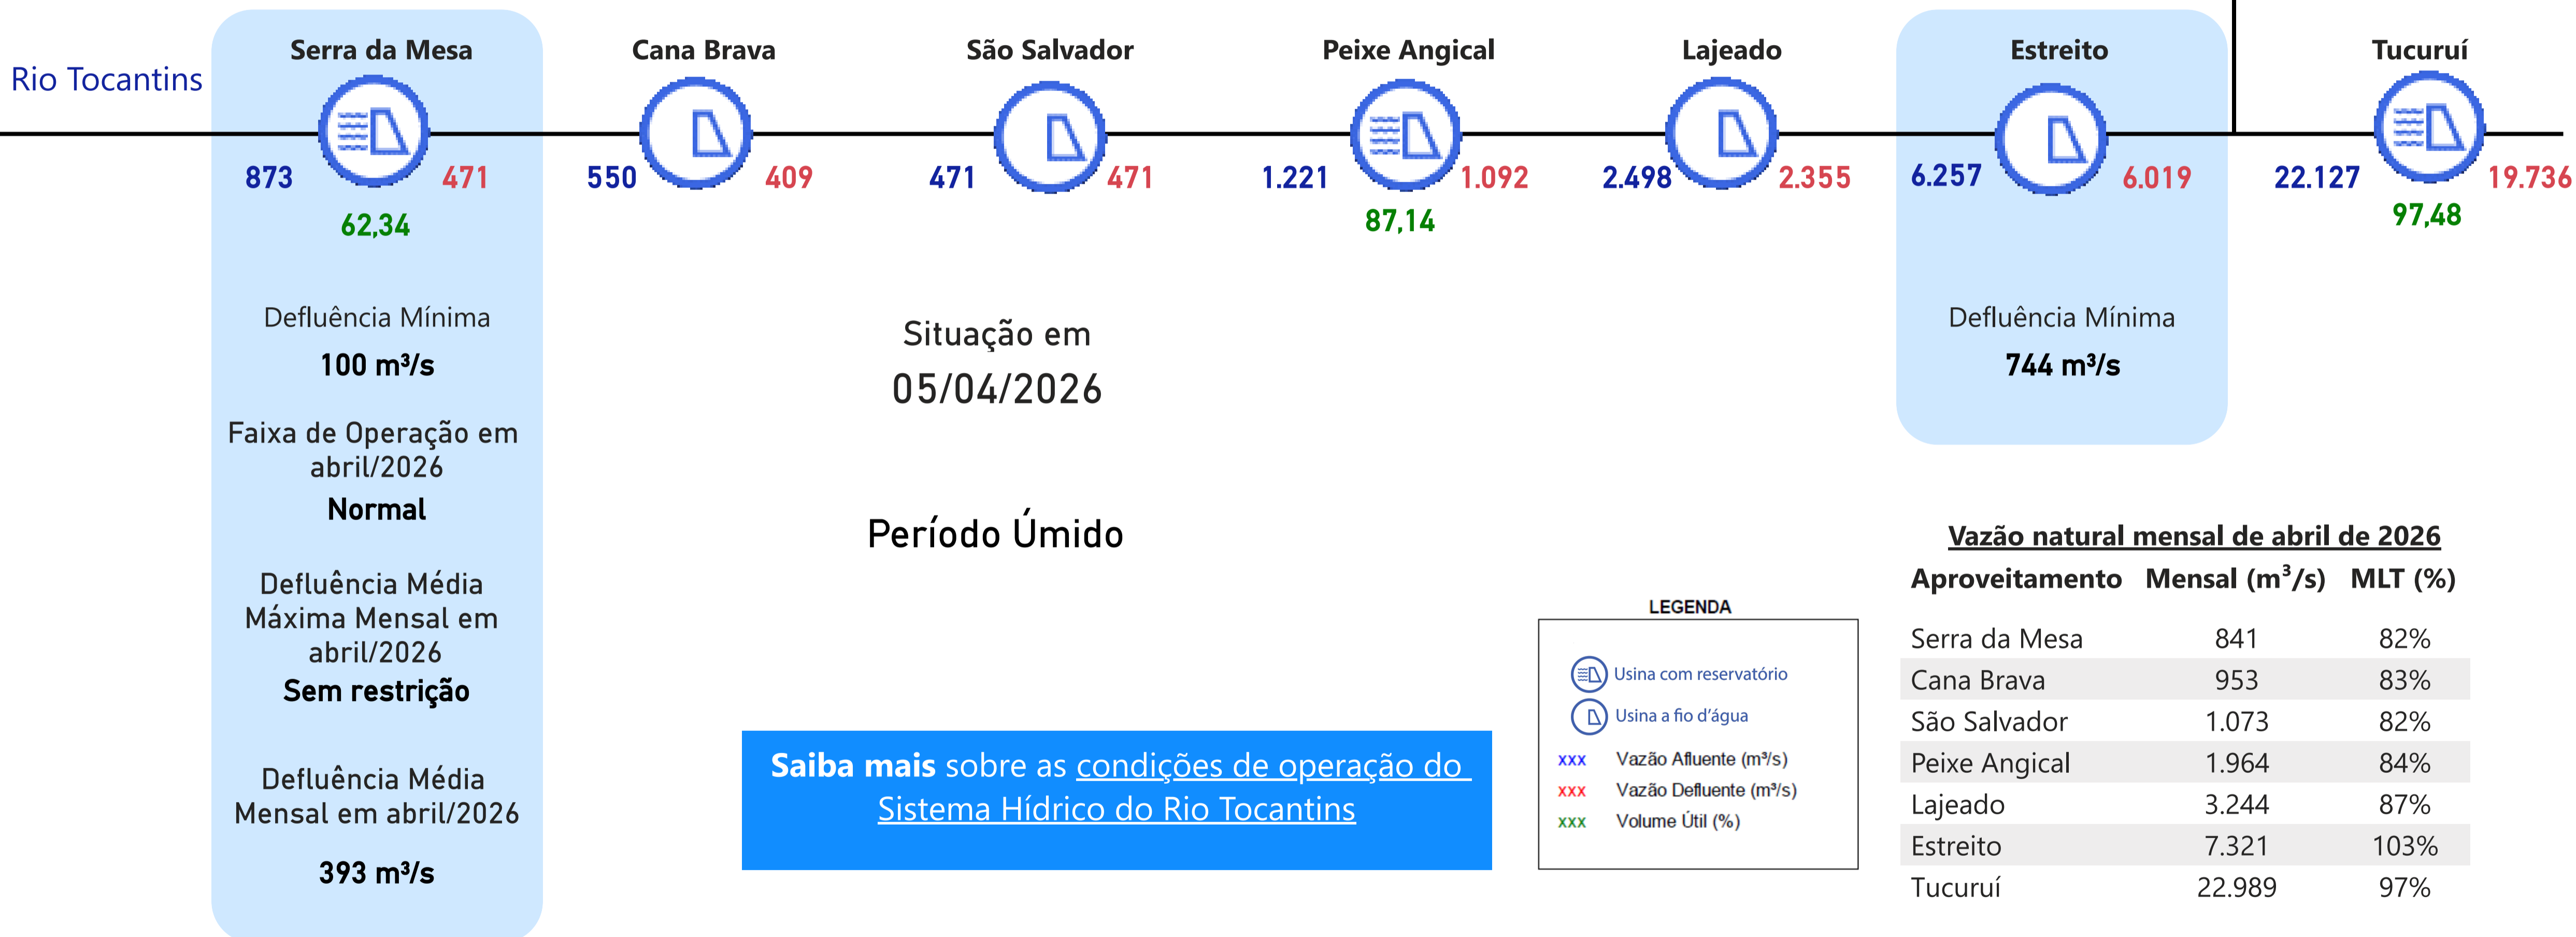 Rio Tocantins
Serra da Mesa
873
471
62,34
Cana Brava
550
409
São Salvador
471
471
Peixe Angical
1.221
1.092
87,14
Lajeado
2.498
2.355
Estreito
6.257
6.019
Tucuruí
22.127
19.736
97,48
Defluência Mínima
100 m³/s
Faixa de Operação em
abril/2026
Normal
Defluência Média
Máxima Mensal em
abril/2026
Sem restrição
Defluência Média
Mensal em abril/2026
393 m³/s
Situação em
05/04/2026
Período Úmido
Saiba mais sobre as condições de operação do
Sistema Hídrico do Rio Tocantins
Defluência Mínima
744 m³/s
LEGENDA
Usina com reservatório
Usina a fio d'água
xxx Vazão Afluente (m³/s)
xxx Vazão Defluente (m³/s)
xxx Volume Útil (%)
Vazão natural mensal de abril de 2026
Aproveitamento Mensal (m³/s) MLT (%)
Serra da Mesa 841 82%
Cana Brava 953 83%
São Salvador 1.073 82%
Peixe Angical 1.964 84%
Lajeado 3.244 87%
Estreito 7.321 103%
Tucuruí 22.989 97%